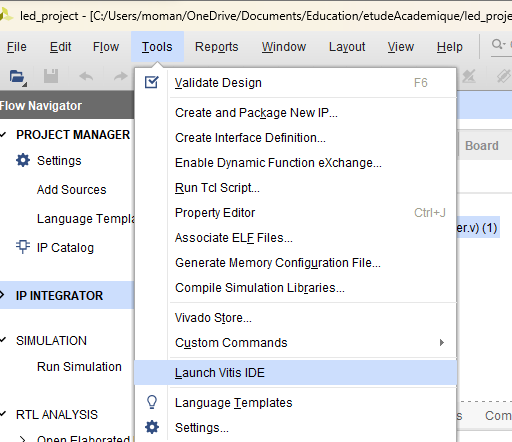 led_project - [C:/Users/moman/OneDrive/Documents/Education/etudeAcademique/led_proje
File Edit Flow Tools Reports Window Layout View Help
Flow Navigator
PROJECT MANAGER
Settings
Add Sources
Language Templa
IP Catalog
IP INTEGRATOR
SIMULATION
Run Simulation
RTL ANALYSIS
Open Elaborated
Validate Design F6
Create and Package New IP...
Create Interface Definition...
Enable Dynamic Function eXchange...
Run Tcl Script...
Property Editor Ctrl+J
Associate ELF Files...
Generate Memory Configuration File...
Compile Simulation Libraries...
Vivado Store...
Custom Commands
Launch Vitis IDE
Language Templates
Settings...
Board
er.v) (1)
Com